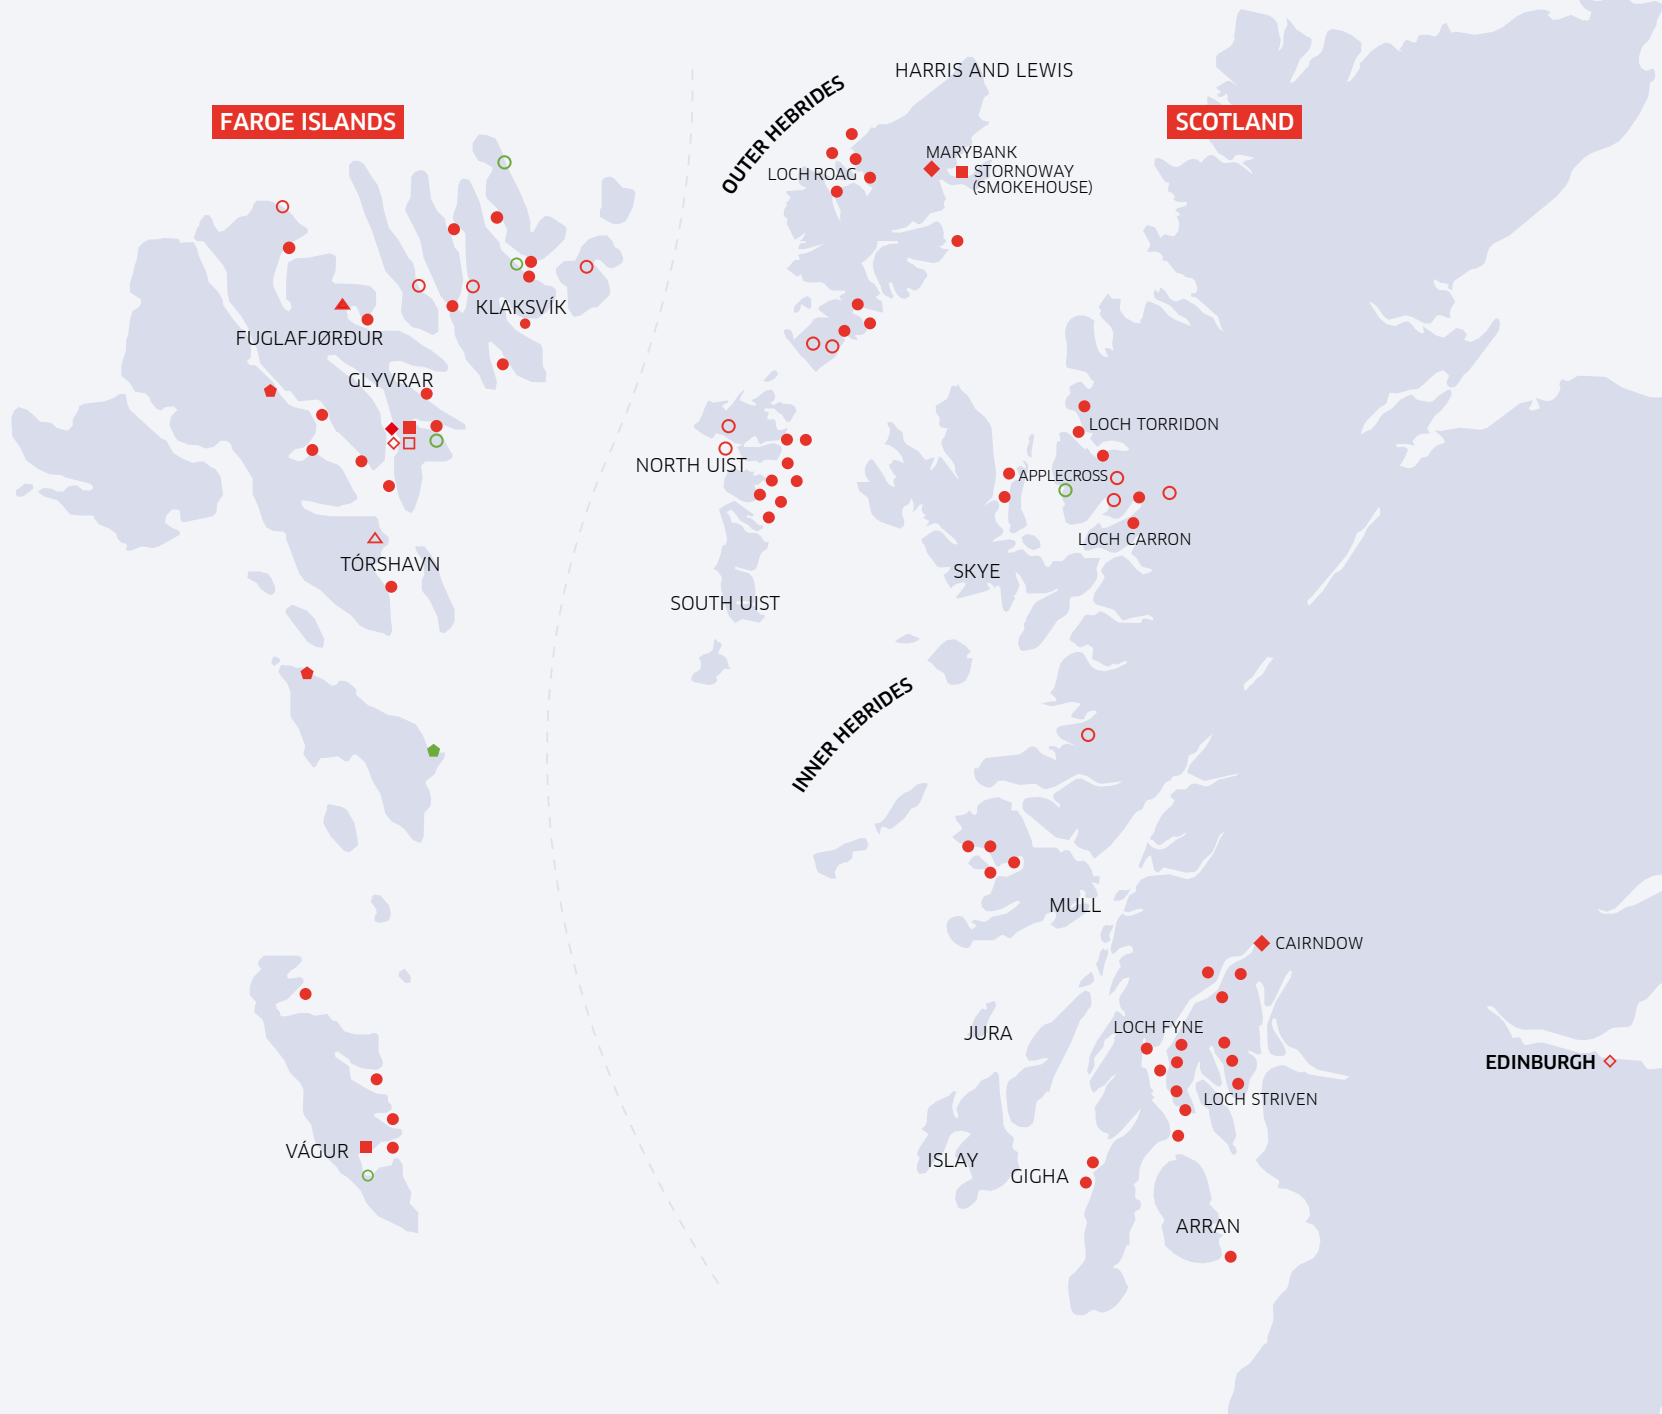 FAROE ISLANDS
FUGLAFJØRÐUR
KLAKSVÍK
GLYVRAR
TÓRSHAVN
VÁGUR
SCOTLAND
OUTER HEBRIDES
HARRIS AND LEWIS
LOCH ROAG
MARYBANK
STORNOWAY
(SMOKEHOUSE)
NORTH UIST
SOUTH UIST
LOCH TORRIDON
APPLECROSS
LOCH CARRON
SKYE
INNER HEBRIDES
MULL
CAIRNDOW
JURA
LOCH FYNE
EDINBURGH
LOCH STRIVEN
ISLAY
GIGHA
ARRAN